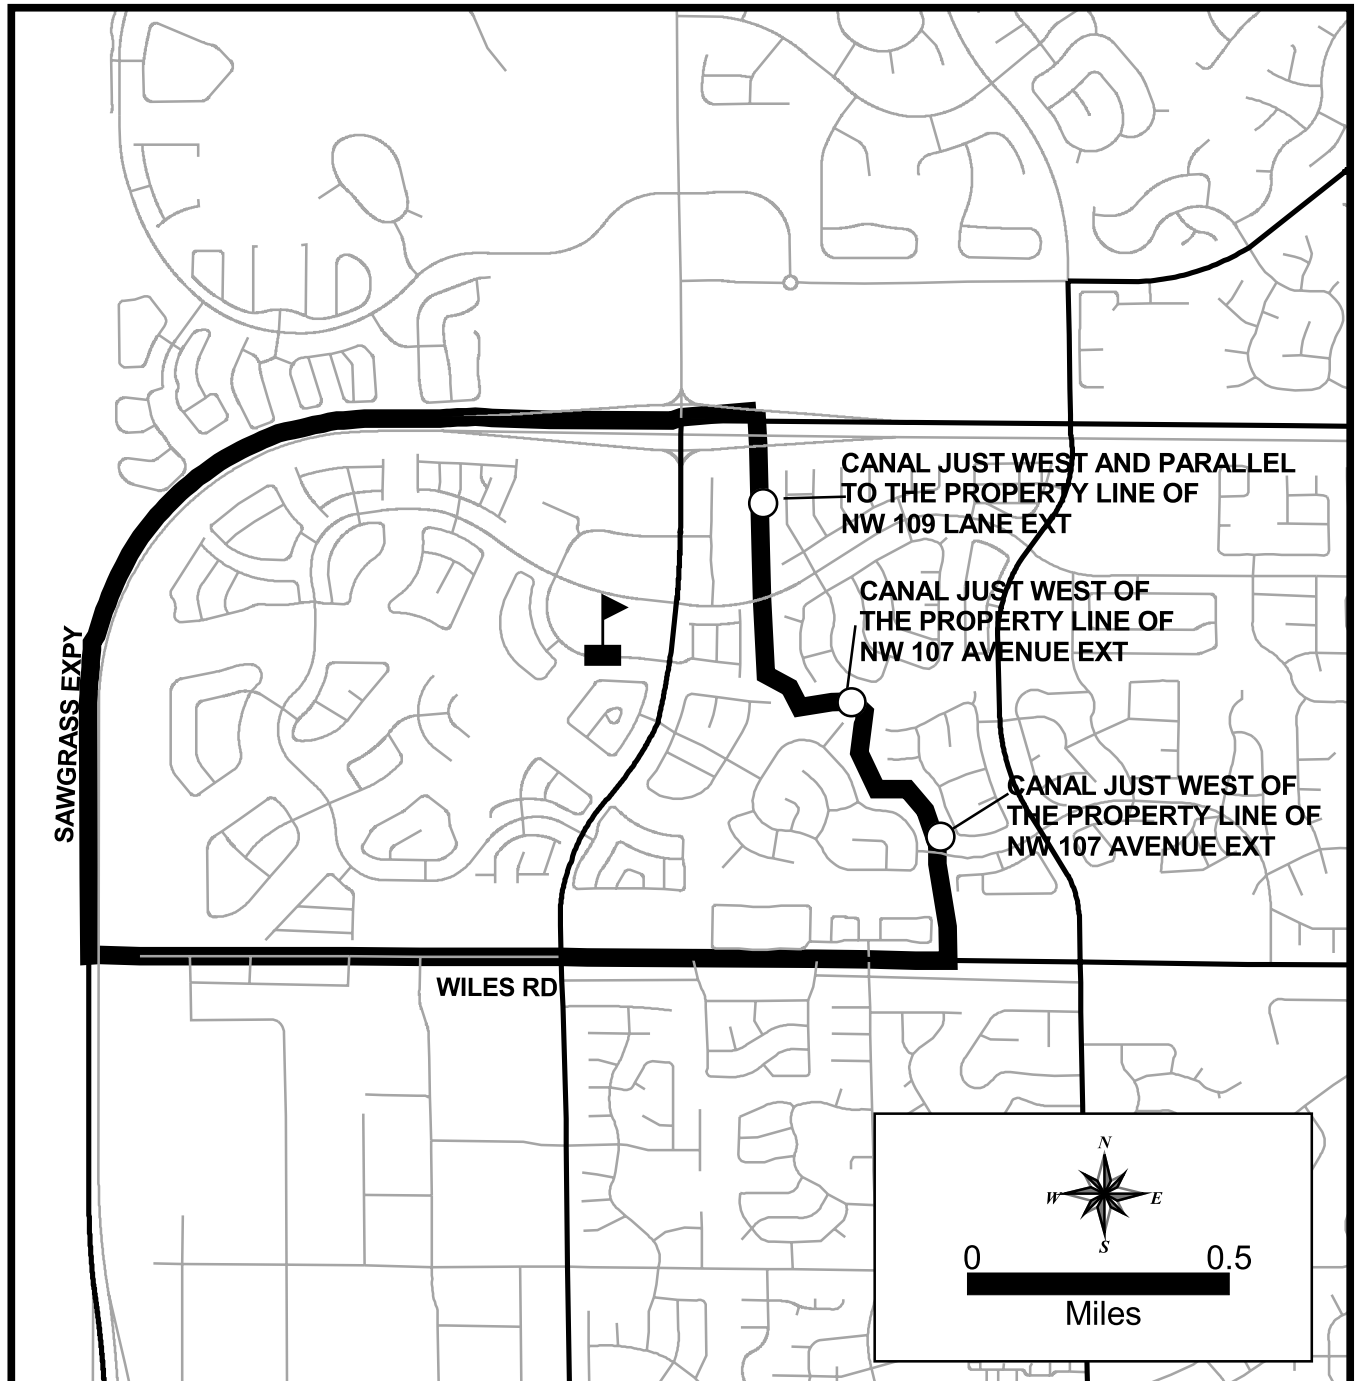 CANAL JUST WEST AND PARALLEL
TO THE PROPERTY LINE OF
NW 109 LANE EXT
CANAL JUST WEST OF
THE PROPERTY LINE OF
NW 107 AVENUE EXT
SAWGRASS EXPY
CANAL JUST WEST OF
THE PROPERTY LINE OF
NW 107 AVENUE EXT
WILES RD
N
W E
S
0 0.5
Miles